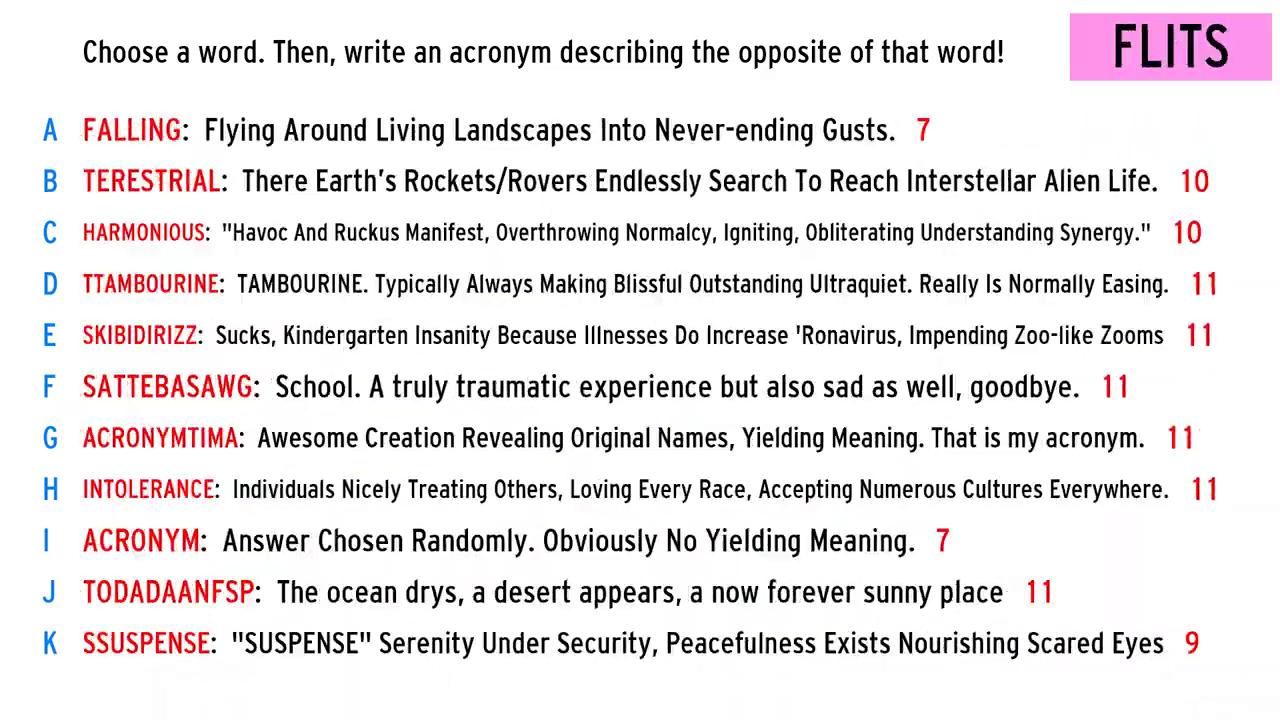 Choose a word. Then, write an acronym describing the opposite of that word!
FLITS
A FALLING: Flying Around Living Landscapes Into Never-ending Gusts. 7
B TERESTRIAL: There Earth's Rockets/Rovers Endlessly Search To Reach Interstellar Alien Life. 10
C HARMONIOUS: "Havoc And Ruckus Manifest, Overthrowing Normalcy, Igniting, Obliterating Understanding Synergy." 10
D TTAMBOURINE: TAMBOURINE. Typically Always Making Blissful Outstanding Ultraquiet. Really Is Normally Easing. 11
E SKIBIDIRIZZ: Sucks, Kindergarten Insanity Because Illnesses Do Increase 'Ronavirus, Impending Zoo-like Zooms 11
F SATTEBASAWG: School. A truly traumatic experience but also sad as well, goodbye. 11
G ACRONYMTIMA: Awesome Creation Revealing Original Names, Yielding Meaning. That is my acronym. 11
H INTOLERANCE: Individuals Nicely Treating Others, Loving Every Race, Accepting Numerous Cultures Everywhere. 11
I ACRONYM: Answer Chosen Randomly. Obviously No Yielding Meaning. 7
J TODADAANFSP: The ocean drys, a desert appears, a now forever sunny place 11
K SSUSPENSE: "SUSPENSE" Serenity Under Security, Peacefulness Exists Nourishing Scared Eyes 9